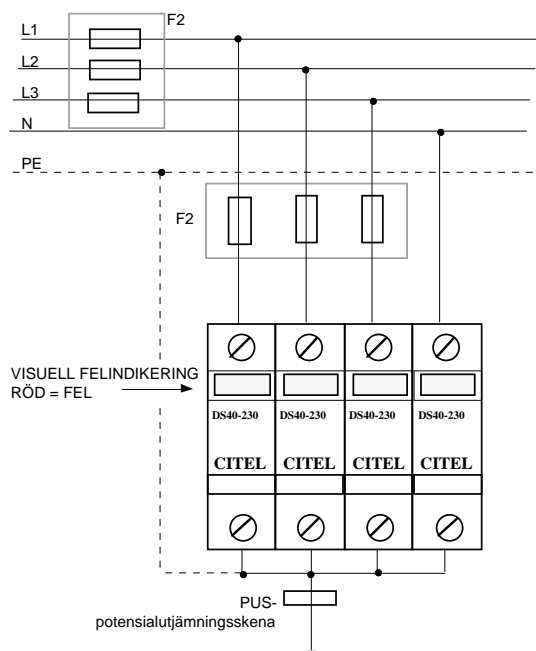 F2
L1
L2
L3
N
PE
F2
VISUELL FELINDIKERING
RÖD = FEL
DS40-230 DS40-230 DS40-230 DS40-230
CITEL CITEL CITEL CITEL
PUS-
potensialutjämningsskena